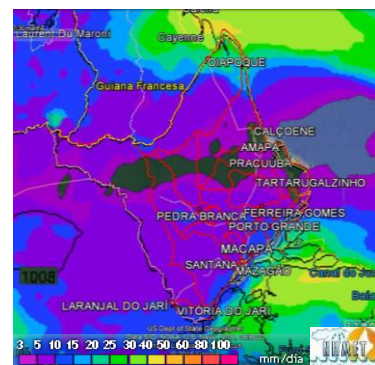 Laurent Du Maroni
Cayenne
OIAPOQUE
Guiana Francesa
CALÇOENE
AMAPÁ
PRACUÚBA
TARTARUGALZINHO
PEDRA BRANCA FERREIRA GOMES
PORTO GRANDE
MACAPÁ
SANTANA
MAZAGÃO
1008
Canal do
LARANJAL DO JARI
VITÓRIA DO JARI
US Dept of State Geographer
3 5 10 15 20 25 30 40 50 60 80 100
mm/dia